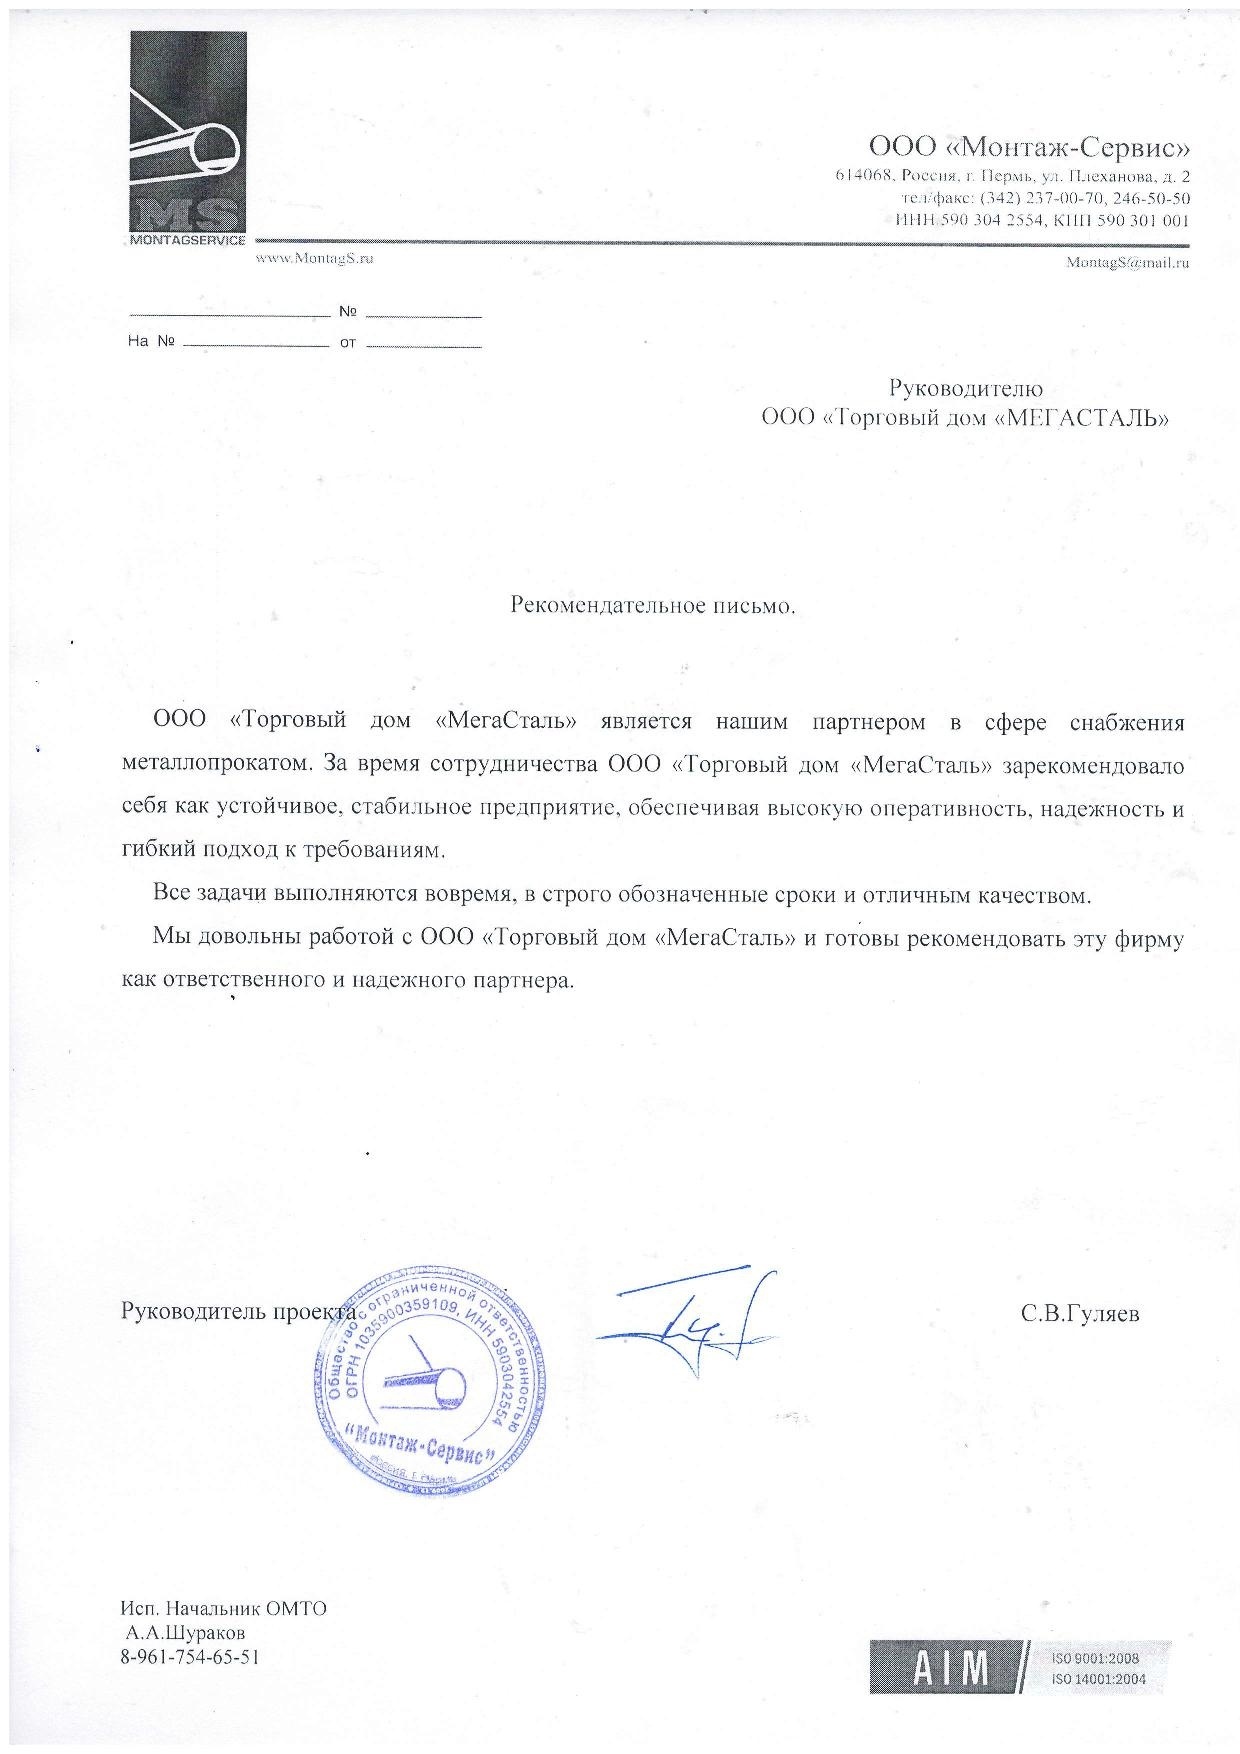 MS
MONTAGSERVICE
ООО «Монтаж-Сервис»
614068, Россия, г. Пермь, ул. Плеханова, д. 2
тел/факс: (342) 237-00-70, 246-50-50
ИНН 590 304 2554, КПП 590 301 001
www.MontagS.ru
MontagS@mail.ru
№
На № от
Руководителю
ООО «Торговый дом «МЕГАСТАЛЬ»
Рекомендательное письмо.
ООО «Торговый дом «МегаСталь» является нашим партнером в сфере снабжения
металлопрокатом. За время сотрудничества ООО «Торговый дом «МегаСталь» зарекомендовало
себя как устойчивое, стабильное предприятие, обеспечивая высокую оперативность, надежность и
гибкий подход к требованиям.
Все задачи выполняются вовремя, в строго обозначенные сроки и отличным качеством.
Мы довольны работой с ООО «Торговый дом «МегаСталь» и готовы рекомендовать эту фирму
как ответственного и надежного партнера.
Руководитель проекта
С.В.Гуляев
Общество с ограниченной ответственностью
ОГРН 1035900359109, ИНН 5903042554
"Монтаж-Сервис"
Россия, г. Пермь
Исп. Начальник ОМТО
А.А.Шураков
8-961-754-65-51
AIM
ISO 9001:2008
ISO 14001:2004